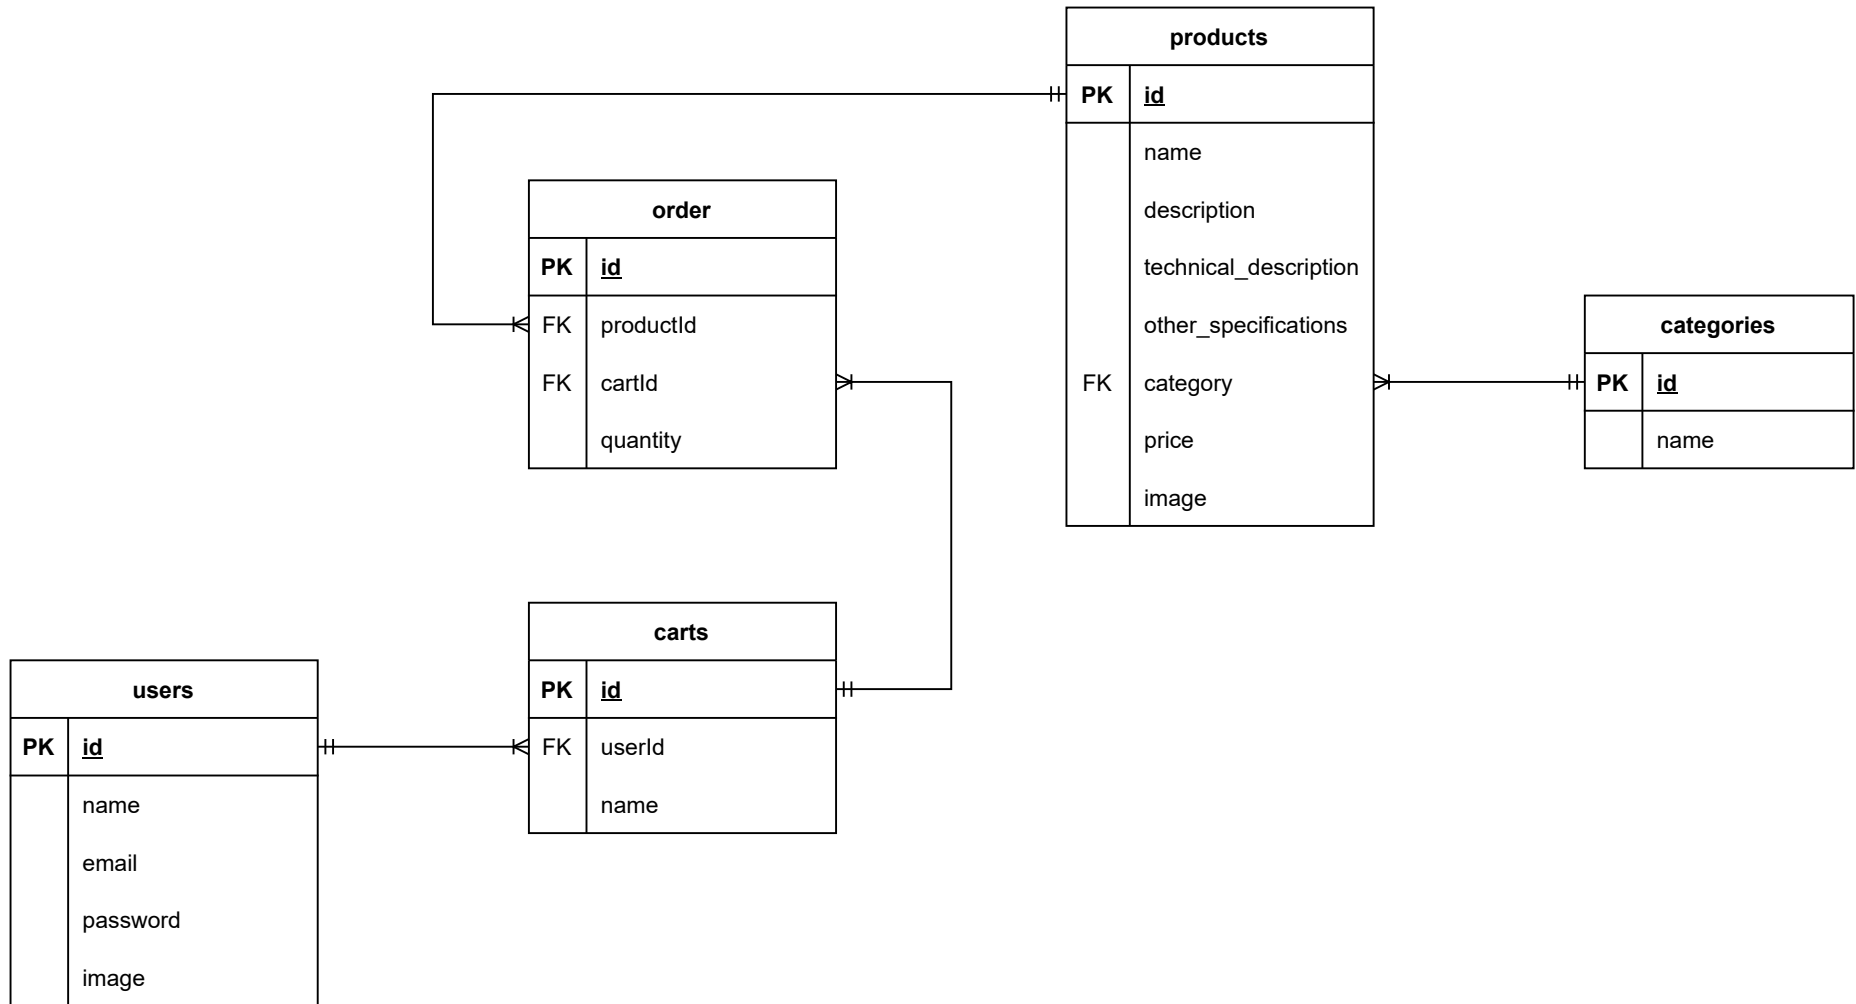 products
PK id
name
description
technical_description
other_specifications
FK category
price
image
order
PK id
FK productId
FK cartId
quantity
categories
PK id
name
carts
PK id
FK userId
name
users
PK id
name
email
password
image